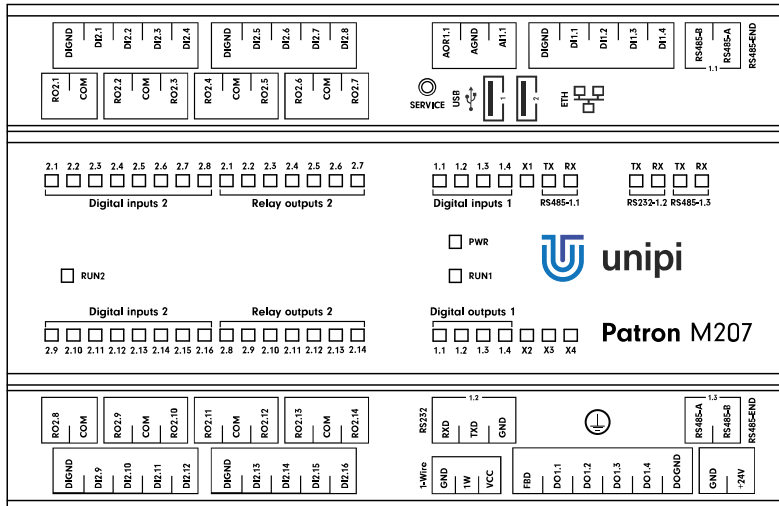 DIGND DI2.1 DI2.2 DI2.3 DI2.4 DIGND DI2.5 DI2.6 DI2.7 DI2.8 AOR1.1 AGND AI1.1 DIGND DI1.1 DI1.2 DI1.3 DI1.4 RS485-B RS485-A RS485-END
1.1
RO2.1 COM RO2.2 COM RO2.3 RO2.4 COM RO2.5 RO2.6 COM RO2.7 SERVICE USB 1 2 ETH
2.1 2.2 2.3 2.4 2.5 2.6 2.7 2.8 2.1 2.2 2.3 2.4 2.5 2.6 2.7 1.1 1.2 1.3 1.4 X1 TX RX TX RX TX RX
Digital inputs 2 Relay outputs 2 Digital inputs 1 RS485-1.1 RS232-1.2 RS485-1.3
PWR
RUN2 RUN1 unipi
Digital inputs 2 Relay outputs 2 Digital outputs 1
Patron M207
2.9 2.10 2.11 2.12 2.13 2.14 2.15 2.16 2.8 2.9 2.10 2.11 2.12 2.13 2.14 1.1 1.2 1.3 1.4 X2 X3 X4
1.2 1.3
RO2.8 COM RO2.9 COM RO2.10 RO2.11 COM RO2.12 RO2.13 COM RO2.14 RS232 RXD TXD GND RS485-A RS485-B RS485-END
DIGND DI2.9 DI2.10 DI2.11 DI2.12 DIGND DI2.13 DI2.14 DI2.15 DI2.16 1-Wire GND 1W VCC FBD DO1.1 DO1.2 DO1.3 DO1.4 DOGND GND +24V